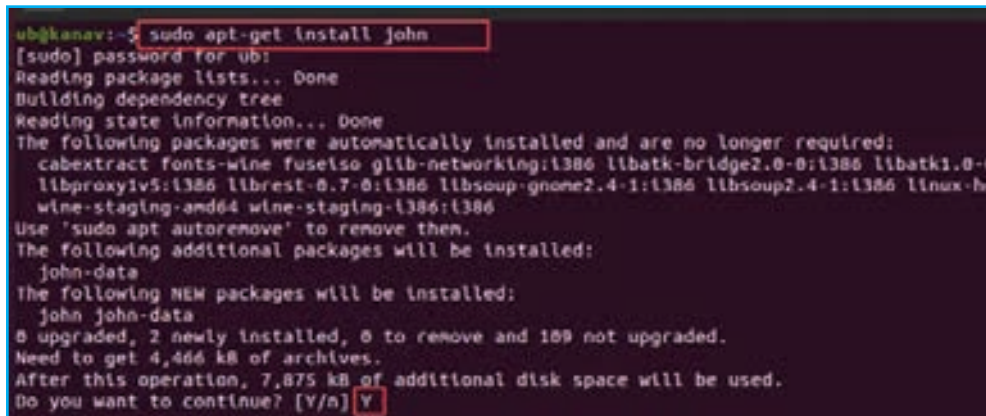 ub@kanav:~$ sudo apt-get install john
[sudo] password for ub:
Reading package lists... Done
Building dependency tree
Reading state information... Done
The following packages were automatically installed and are no longer required:
cabextract fonts-wine fuseiso glib-networking:i386 libatk-bridge2.0-0:i386 libatk1.0-
libproxy1v5:i386 librest-0.7-0:i386 libsoup-gnome2.4-1:i386 libsoup2.4-1:i386 linux-h
wine-staging-amd64 wine-staging-i386:i386
Use 'sudo apt autoremove' to remove them.
The following additional packages will be installed:
john-data
The following NEW packages will be installed:
john john-data
0 upgraded, 2 newly installed, 0 to remove and 109 not upgraded.
Need to get 4,466 kB of archives.
After this operation, 7,875 kB of additional disk space will be used.
Do you want to continue? [Y/n] Y